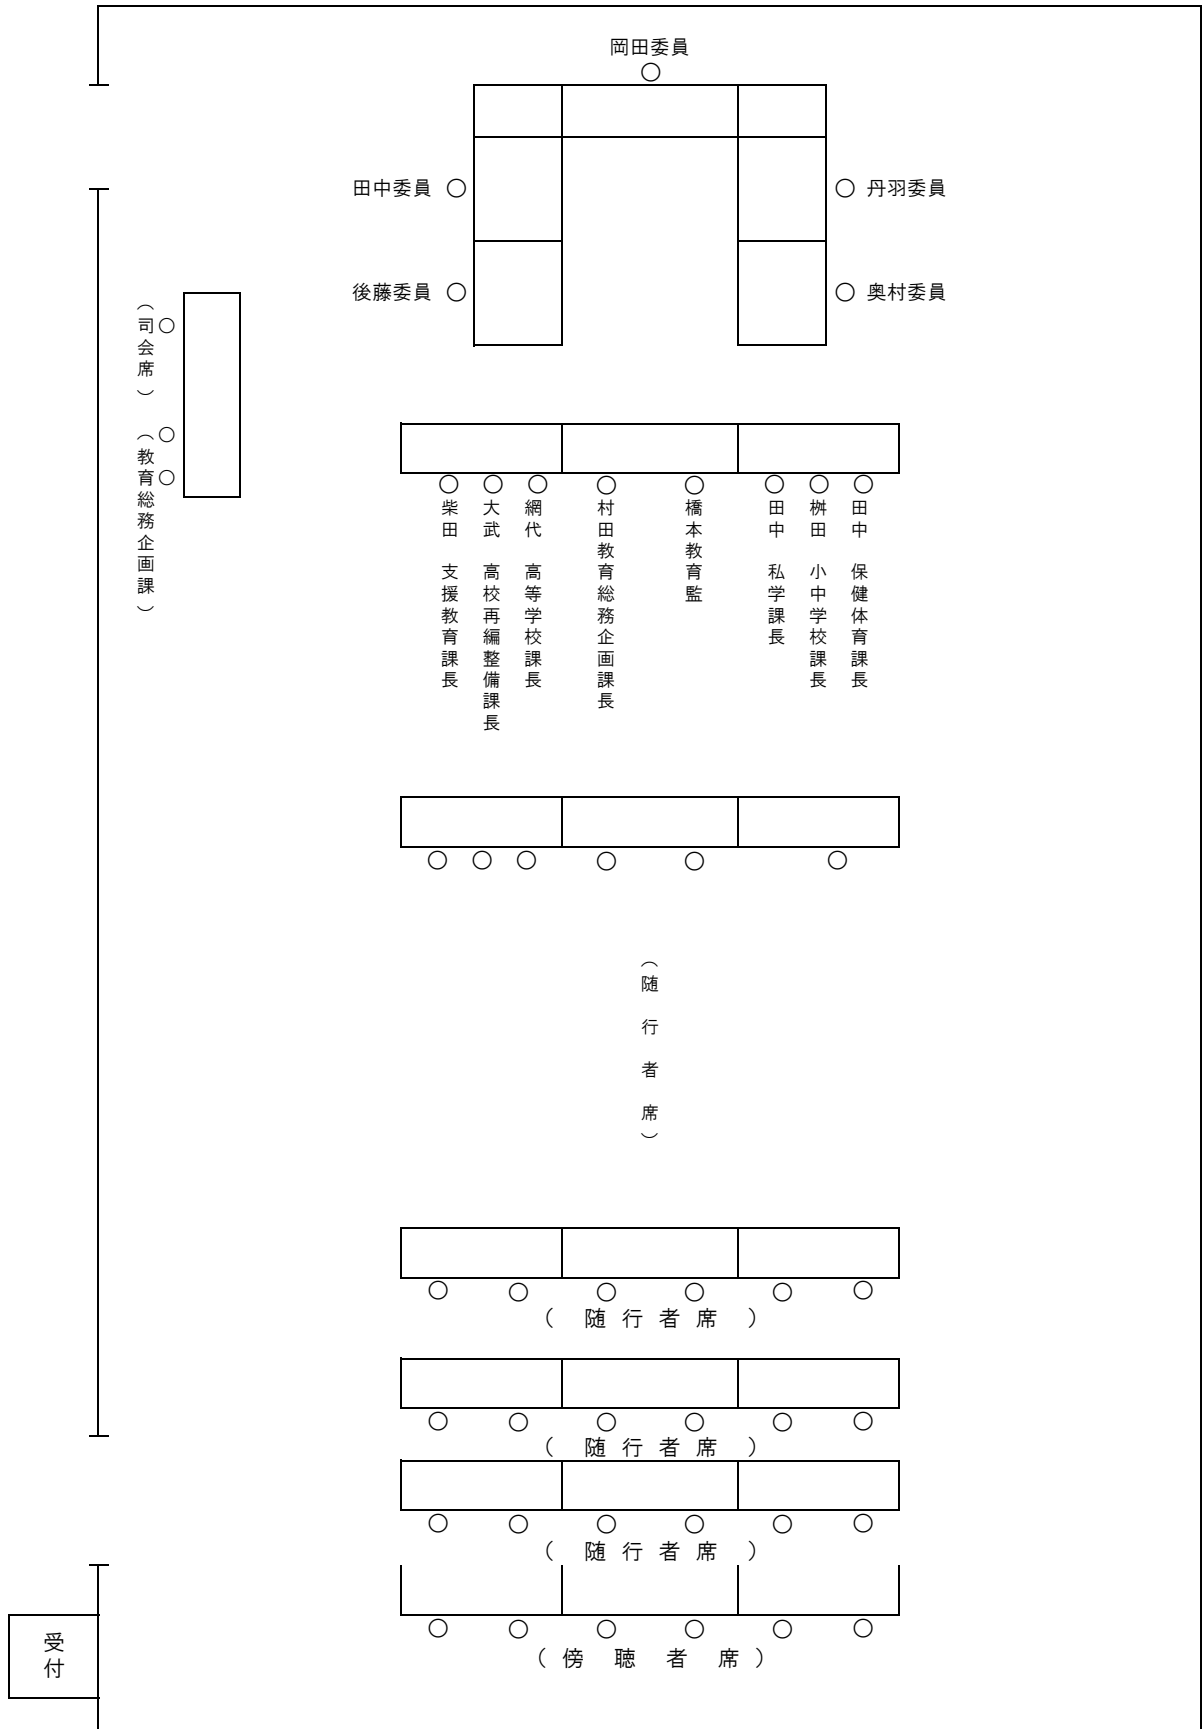 岡田委員
○
田中委員 ○
○ 丹羽委員
後藤委員 ○
○ 奥村委員
（司会席）
○
（教育総務企画課）
○
○
○ ○ ○ ○ ○ ○ ○ ○
柴田 支援教育課長
大武 高校再編整備課長
網代 高等学校課長
村田教育総務企画課長
橋本教育監
田中 私学課長
桝田 小中学校課長
田中 保健体育課長
○ ○ ○ ○ ○ ○
（随行者席）
○ ○ ○ ○ ○ ○
（ 随 行 者 席 ）
○ ○ ○ ○ ○ ○
（ 随 行 者 席 ）
○ ○ ○ ○ ○ ○
（ 随 行 者 席 ）
○ ○ ○ ○ ○ ○
（ 傍 聴 者 席 ）
受付